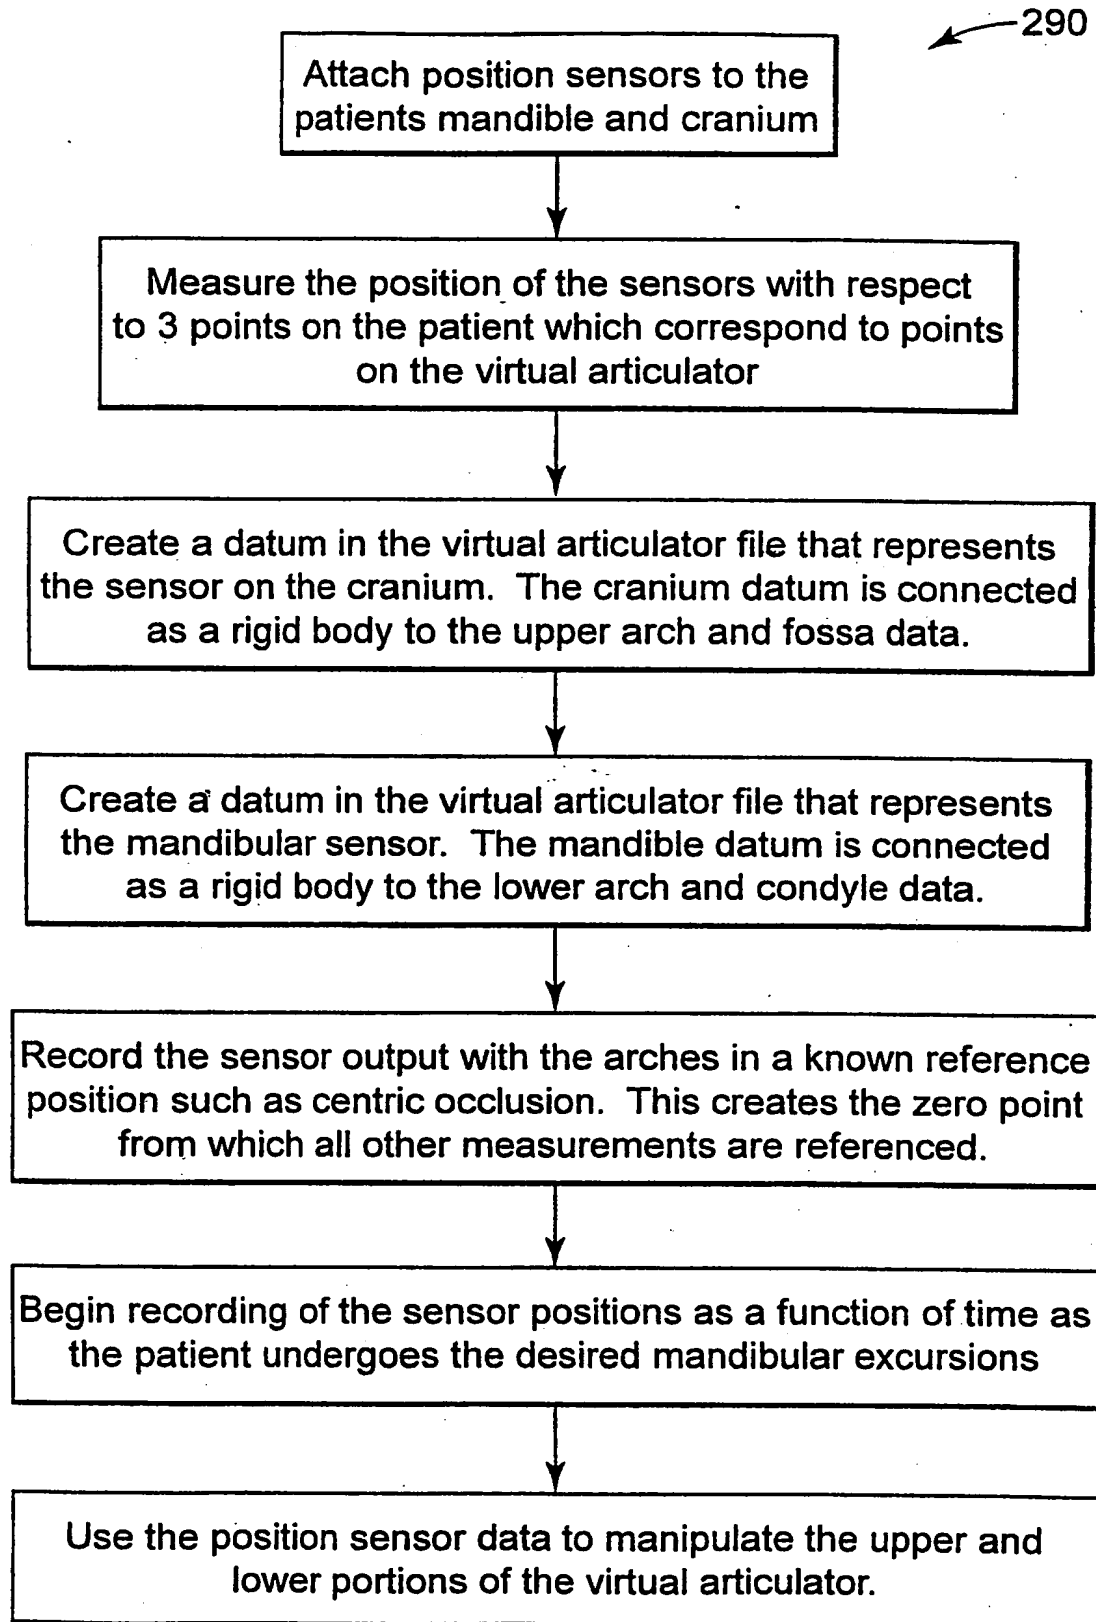 290
Attach position sensors to the
patients mandible and cranium
Measure the position of the sensors with respect
to 3 points on the patient which correspond to points
on the virtual articulator
Create a datum in the virtual articulator file that represents
the sensor on the cranium. The cranium datum is connected
as a rigid body to the upper arch and fossa data.
Create a datum in the virtual articulator file that represents
the mandibular sensor. The mandible datum is connected
as a rigid body to the lower arch and condyle data.
Record the sensor output with the arches in a known reference
position such as centric occlusion. This creates the zero point
from which all other measurements are referenced.
Begin recording of the sensor positions as a function of time as
the patient undergoes the desired mandibular excursions
Use the position sensor data to manipulate the upper and
lower portions of the virtual articulator.